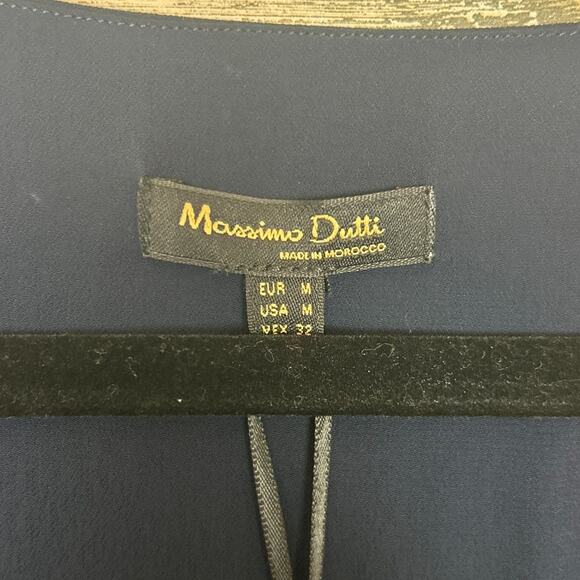 Massimo Dutti
MADE IN MOROCCO
EUR M
USA M
MEX 32